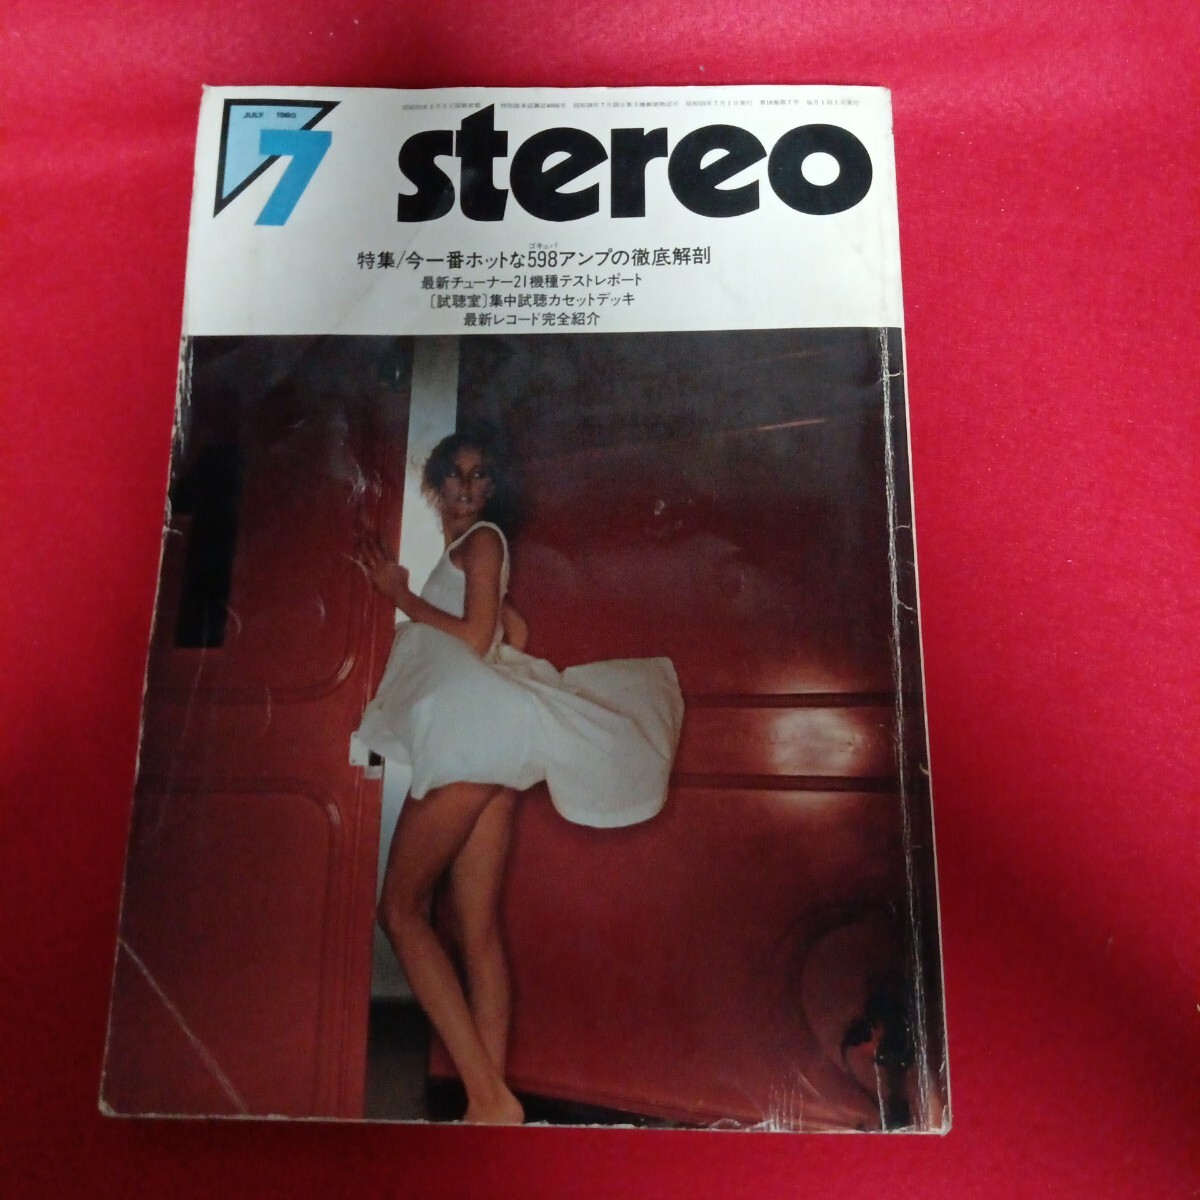 JULY 1980
7
stereo
ゴキュパ
特集/今一番ホットな598アンプの徹底解剖
最新チューナー21機種テストレポート
〔試聴室〕集中試聴カセットデッキ
最新レコード完全紹介